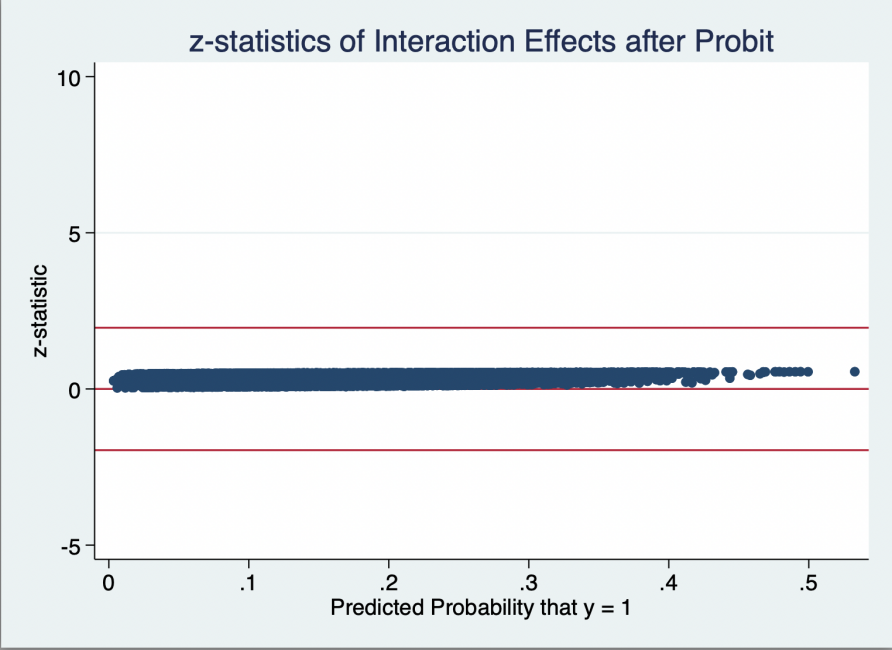 z-statistics of Interaction Effects after Probit
10
5
0
-5
z-statistic
0 .1 .2 .3 .4 .5
Predicted Probability that y = 1